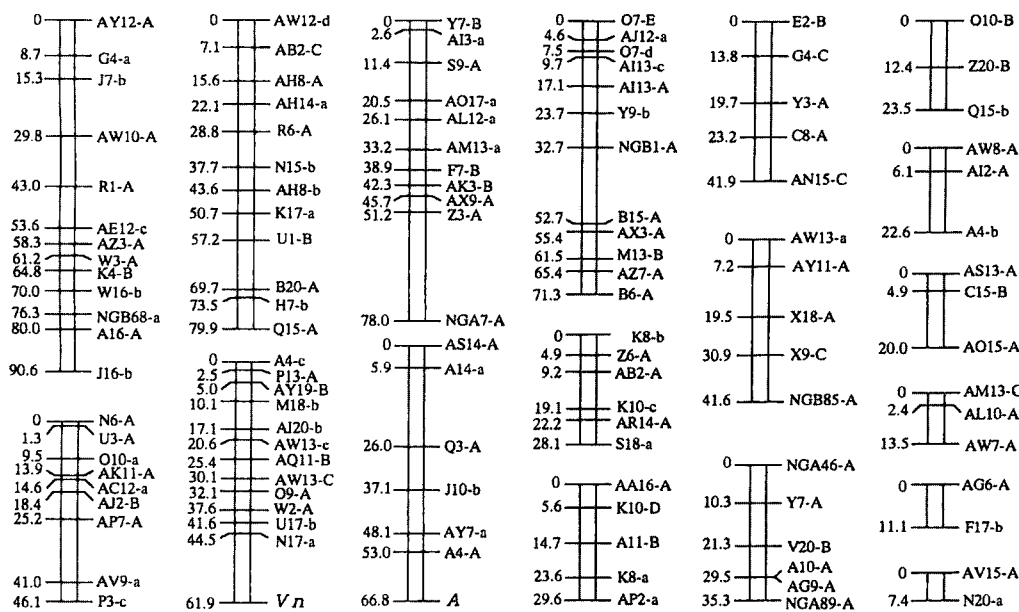 0 AY12-A
8.7 G4-a
15.3 J7-b
29.8 AW10-A
43.0 R1-A
53.6 AE12-c
58.3 AZ3-A
61.2 W3-A
64.8 K4-B
70.0 W16-b
76.3 NGB68-a
80.0 A16-A
90.6 J16-b
0 N6-A
1.3 U3-A
9.5 O10-a
13.9 AK11-A
14.6 AC12-a
18.4 AJ2-B
25.2 AP7-A
41.0 AV9-a
46.1 P3-c
0 AW12-d
7.1 AB2-C
15.6 AH8-A
22.1 AH14-a
28.8 R6-A
37.7 N15-b
43.6 AH8-b
50.7 K17-a
57.2 U1-B
69.7 B20-A
73.5 H7-b
79.9 Q15-A
0 A4-c
2.5 P13-A
5.0 AY19-B
10.1 M18-b
17.1 AI20-b
20.6 AW13-c
25.4 AQ11-B
30.1 AW13-C
32.1 O9-A
37.6 W2-A
41.6 U17-b
44.5 N17-a
61.9 Vn
0 Y7-B
2.6 AI3-a
11.4 S9-A
20.5 AO17-a
26.1 AL12-a
33.2 AM13-a
38.9 F7-B
42.3 AK3-B
45.7 AX9-A
51.2 Z3-A
78.0 NGA7-A
0 AS14-A
5.9 A14-a
26.0 Q3-A
37.1 J10-b
48.1 AY7-a
53.0 A4-A
66.8 A
0 O7-E
4.6 AJ12-a
7.5 O7-d
9.7 AI13-c
17.1 AI13-A
23.7 Y9-b
32.7 NGB1-A
52.7 B15-A
55.4 AX3-A
61.5 M13-B
65.4 AZ7-A
71.3 B6-A
0 K8-b
4.9 Z6-A
9.2 AB2-A
19.1 K10-c
22.2 AR14-A
28.1 S18-a
0 AA16-A
5.6 K10-D
14.7 A11-B
23.6 K8-a
29.6 AP2-a
0 E2-B
13.8 G4-C
19.7 Y3-A
23.2 C8-A
41.9 AN15-C
0 AW13-a
7.2 AY11-A
19.5 X18-A
30.9 X9-C
41.6 NGB85-A
0 NGA46-A
10.3 Y7-A
21.3 V20-B
A10-A
29.5 AG9-A
35.3 NGA89-A
0 O10-B
12.4 Z20-B
23.5 Q15-b
0 AW8-A
6.1 AI2-A
22.6 A4-b
0 AS13-A
4.9 C15-B
20.0 AO15-A
0 AM13-C
2.4 AL10-A
13.5 AW7-A
0 AG6-A
11.1 F17-b
0 AV15-A
7.4 N20-a